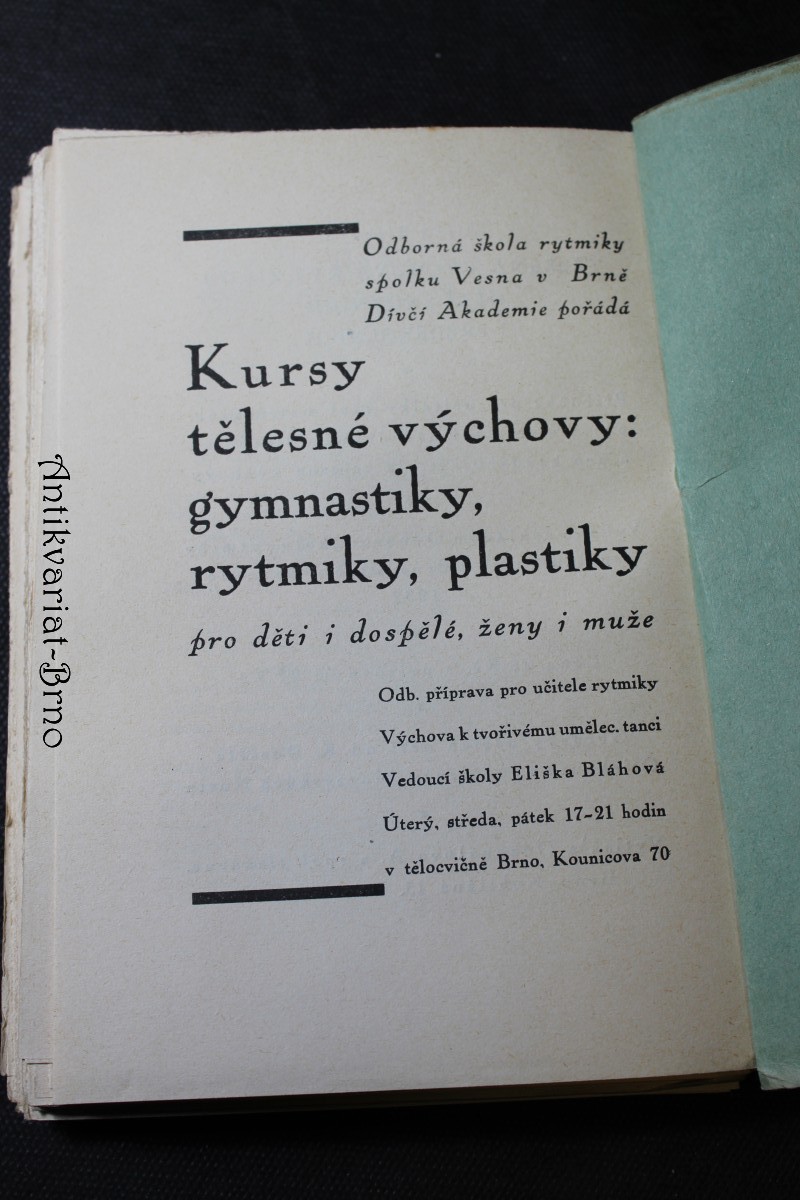 Odborná škola rytmiky
spolku Vesna v Brně
Dívčí Akademie pořádá
Kursy
tělesné výchovy:
gymnastiky,
rytmiky, plastiky
pro děti i dospělé, ženy i muže
Odb. příprava pro učitele rytmiky
Výchova k tvořivému umělec. tanci
Vedoucí školy Eliška Bláhová
Úterý, středa, pátek 17-21 hodin
v tělocvičně Brno, Kounicova 70
Antikvariat-Brno